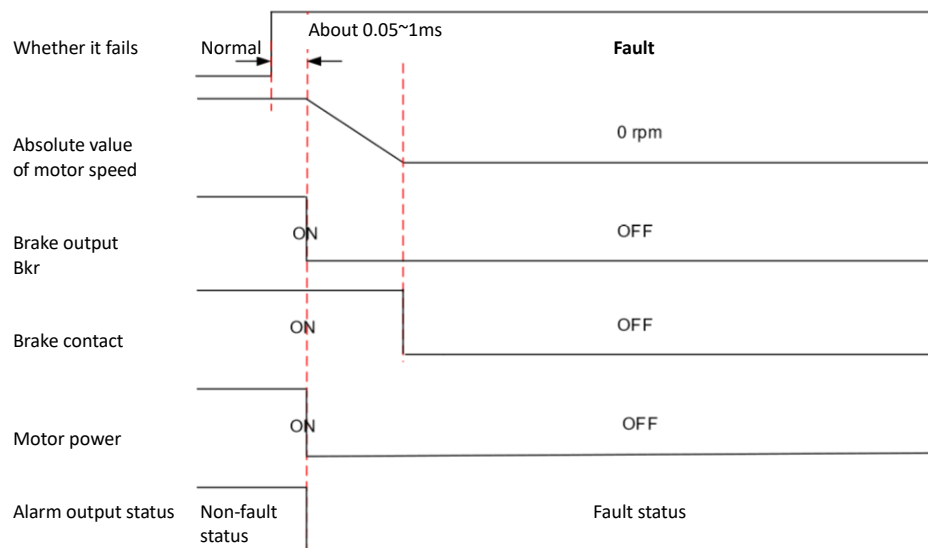 About 0.05~1ms
Whether it fails Normal Fault
0 rpm
Absolute value
of motor speed
ON OFF
Brake output
Bkr
ON OFF
Brake contact
ON OFF
Motor power
Alarm output status Non-fault Fault status
status